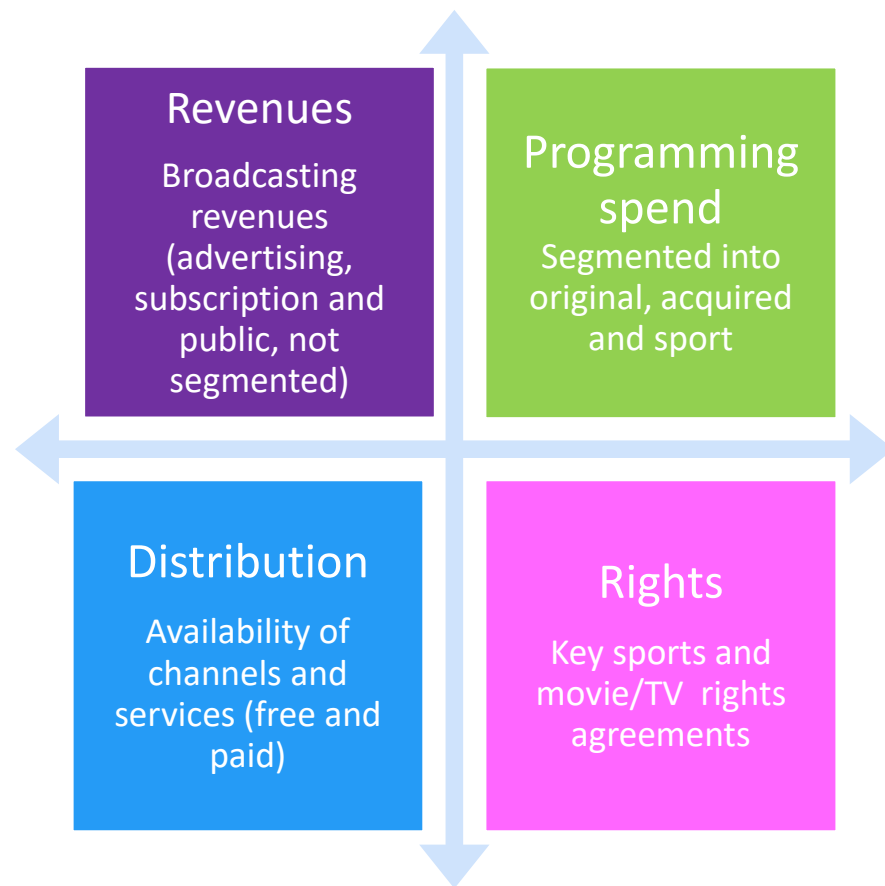 Revenues
Broadcasting
revenues
(advertising,
subscription and
public, not
segmented)
Programming
spend
Segmented into
original, acquired
and sport
Distribution
Availability of
channels and
services (free and
paid)
Rights
Key sports and
movie/TV  rights
agreements